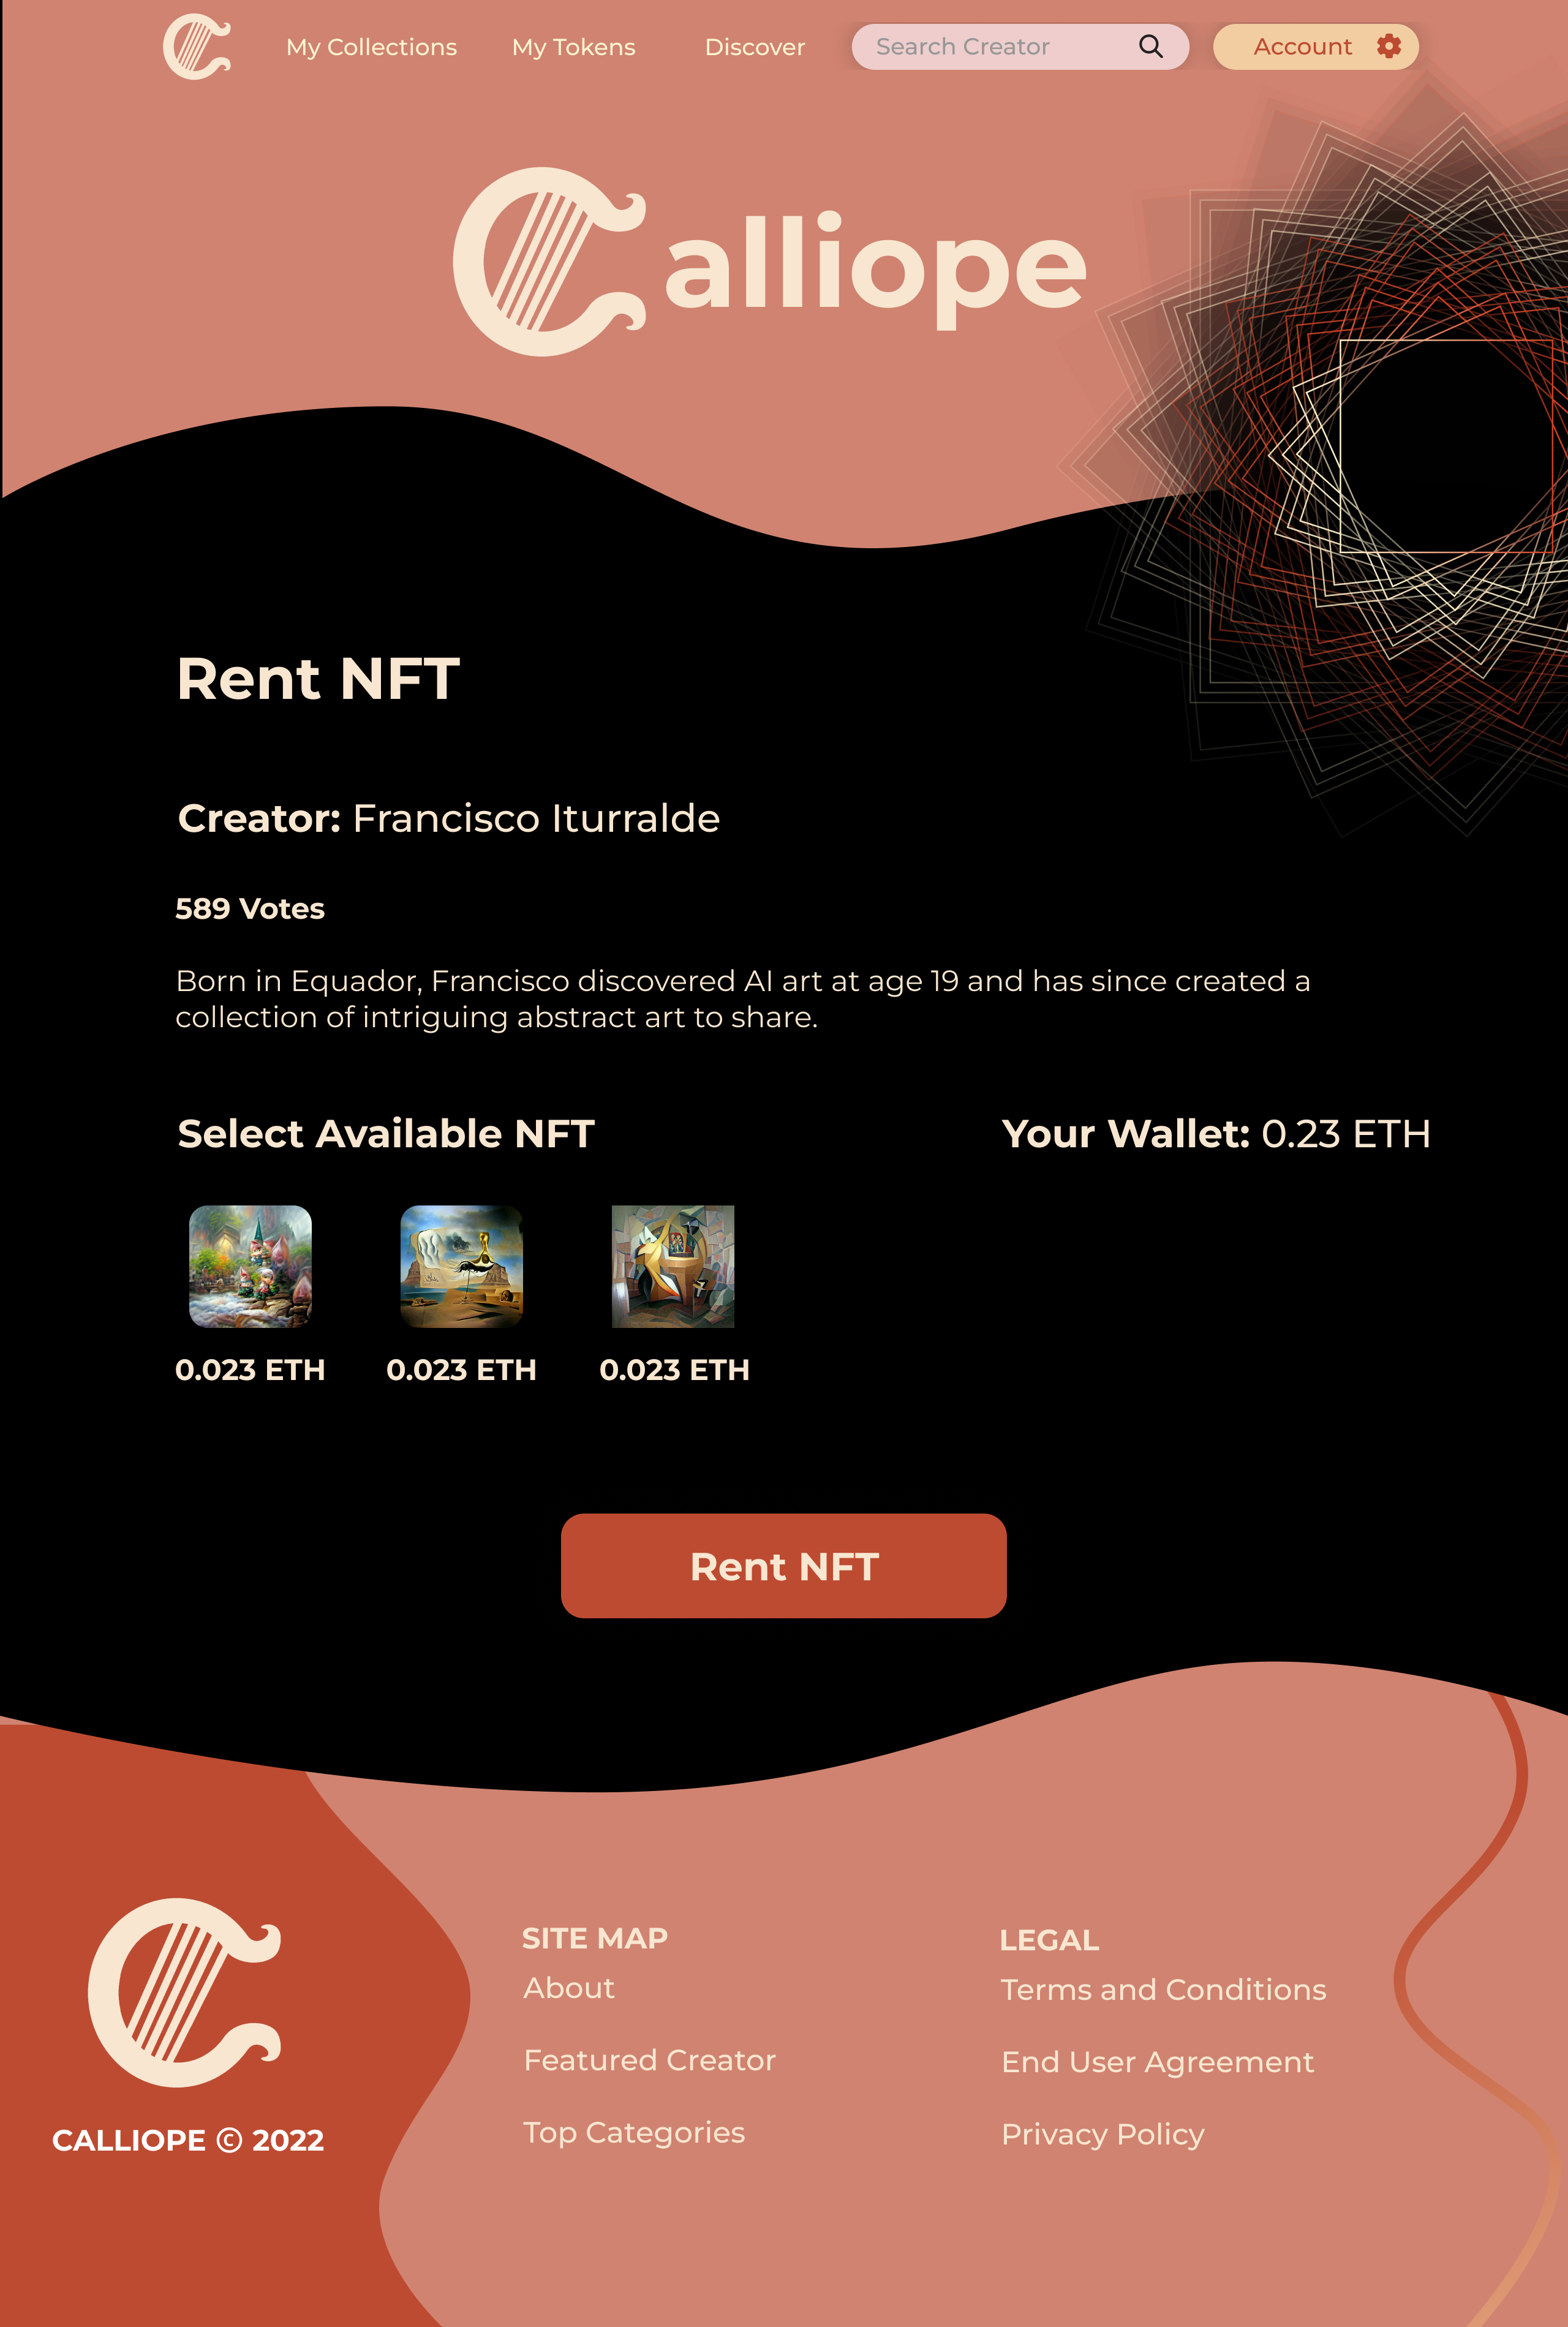 My Collections
My Tokens
Discover
Search Creator
Account
Calliope
Rent NFT
Creator: Francisco Iturralde
589 Votes
Born in Equador, Francisco discovered AI art at age 19 and has since created a
collection of intriguing abstract art to share.
Select Available NFT
Your Wallet: 0.23 ETH
0.023 ETH
0.023 ETH
0.023 ETH
Rent NFT
CALLIOPE © 2022
SITE MAP
About
Featured Creator
Top Categories
LEGAL
Terms and Conditions
End User Agreement
Privacy Policy